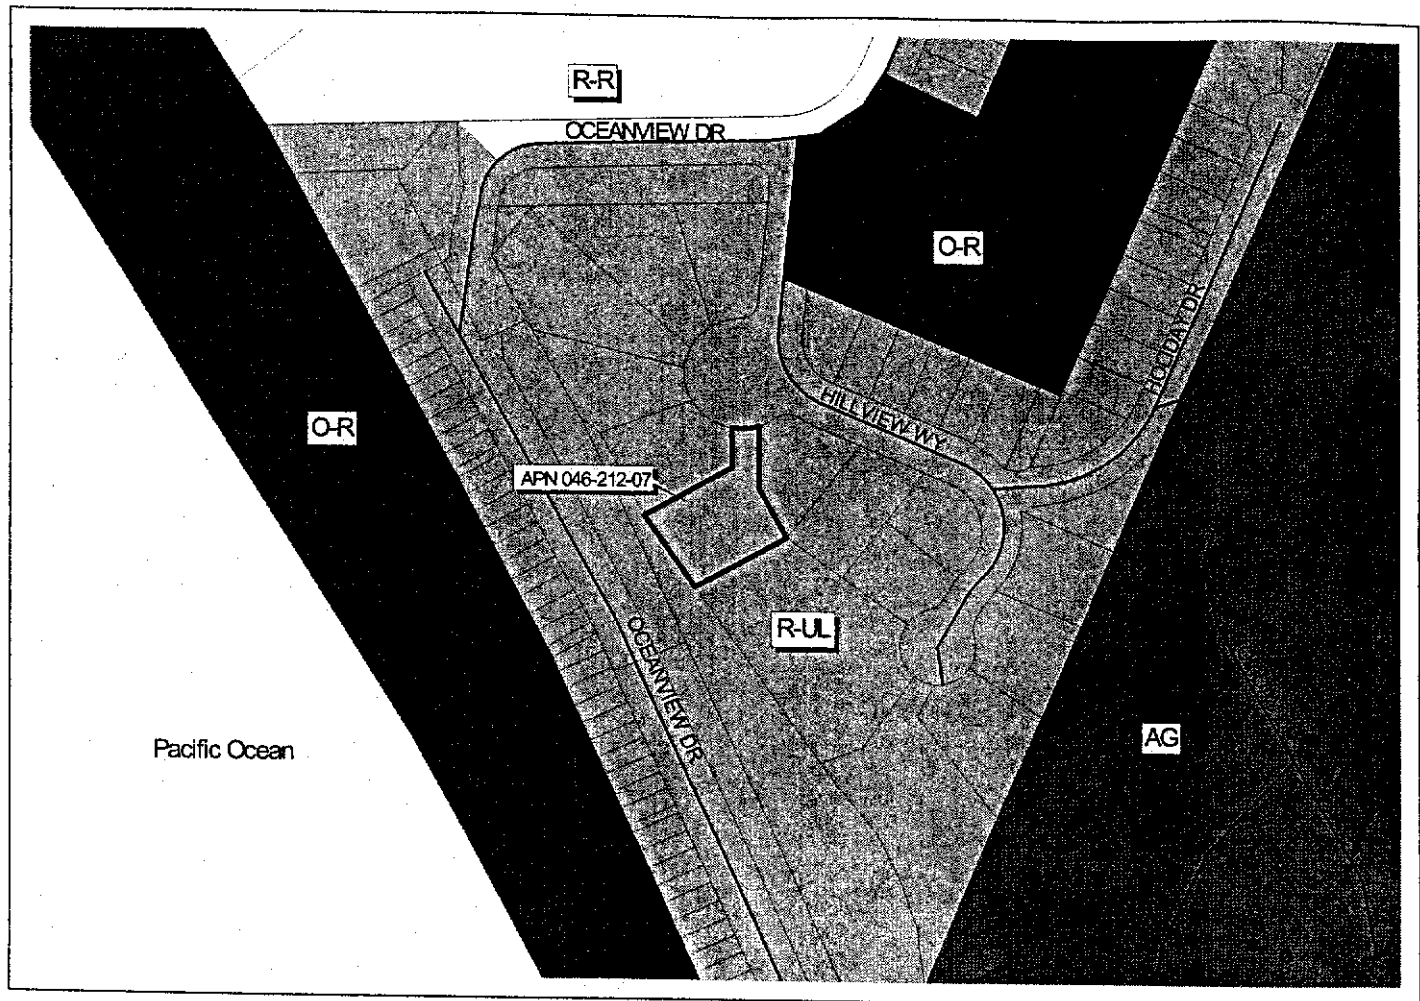 R-R
OCEANVIEW DR
O-R
HOLIDAY DR
HILLVIEW WY
O-R
APN 046-212-07
R-UL
OCEANVIEW DR
AG
Pacific Ocean